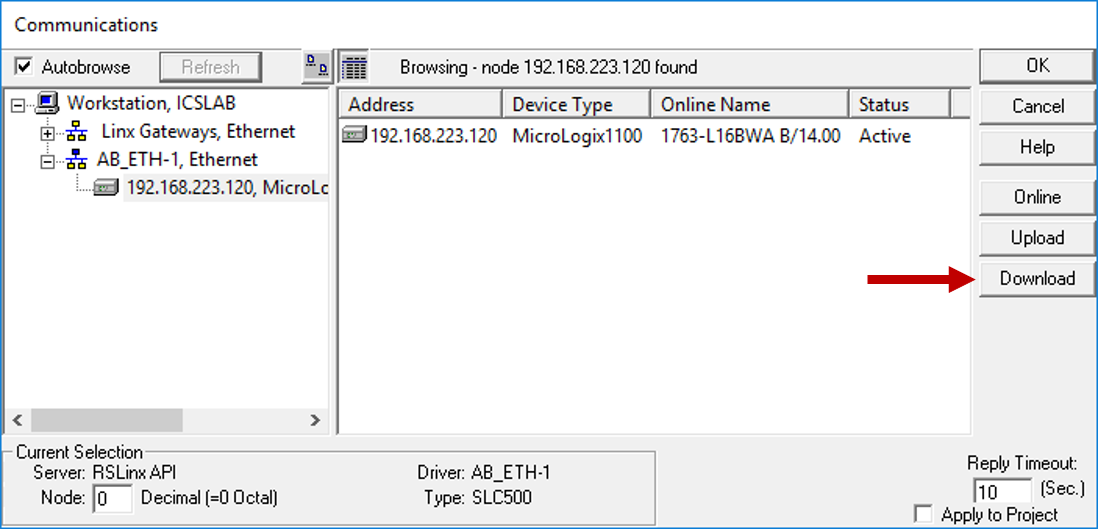 Communications
Autobrowse
Refresh
Browsing - node 192.168.223.120 found
Workstation, ICSLAB
Linx Gateways, Ethernet
AB_ETH-1, Ethernet
192.168.223.120, MicroLo
Address Device Type Online Name Status
192.168.223.120 MicroLogix1100 1763-L16BWA B/14.00 Active
OK
Cancel
Help
Online
Upload
Download
Current Selection
Server: RSLinx API Driver: AB_ETH-1
Node: 0 Decimal (=0 Octal) Type: SLC500
Reply Timeout:
10 (Sec.)
Apply to Project